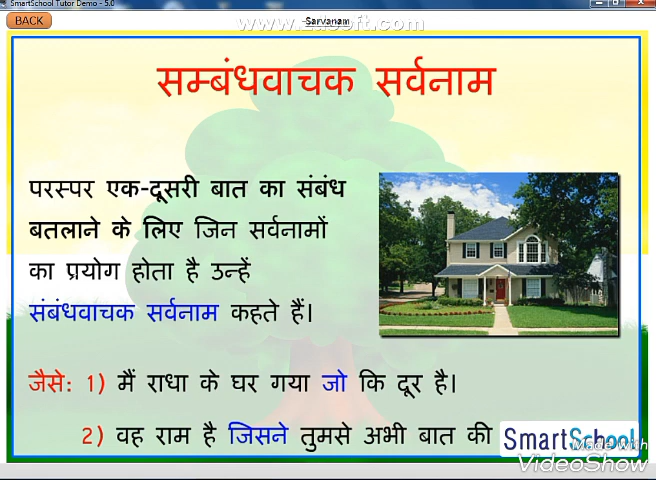 SmartSchool Tutor Demo - 5.0
BACK
Sarvanam
www.zdsoft.com
सम्बंधवाचक सर्वनाम
परस्पर एक-दूसरी बात का संबंध
बतलाने के लिए जिन सर्वनामों
का प्रयोग होता है उन्हें
संबंधवाचक सर्वनाम कहते हैं।
जैसे: 1) मैं राधा के घर गया जो कि दूर है।
2) वह राम है जिसने तुमसे अभी बात की
SmartSchool
Made With
VideoShow